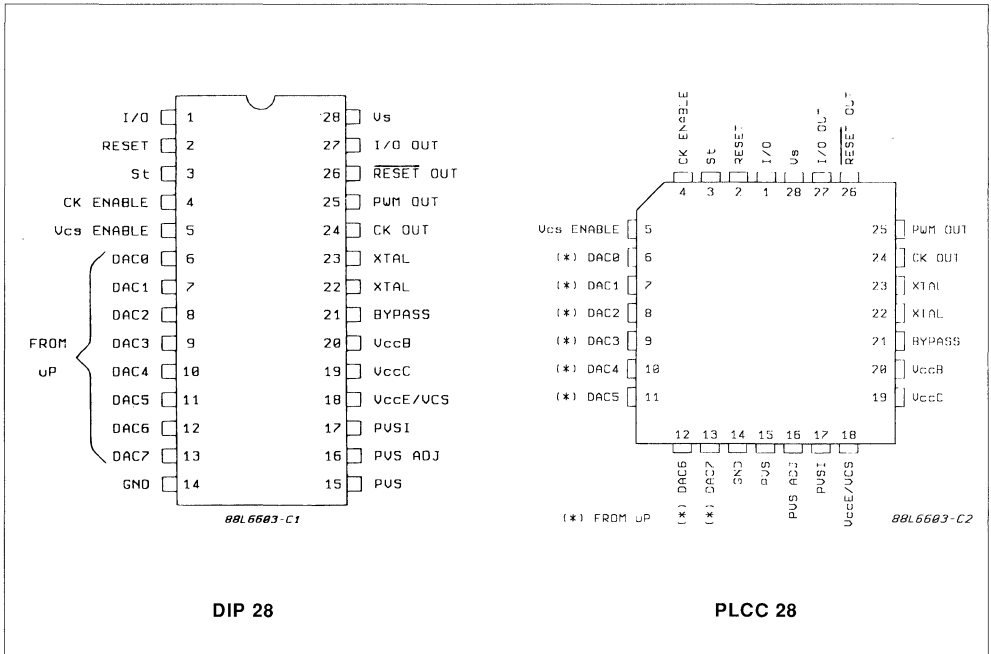 I/O 1 28 Vs
RESET 2 27 I/O OUT
St 3 26 RESET OUT
CK ENABLE 4 25 PWM OUT
Vcs ENABLE 5 24 CK OUT
DAC0 6 23 XTAL
DAC1 7 22 XTAL
DAC2 8 21 BYPASS
DAC3 9 20 VccB
DAC4 10 19 VccC
DAC5 11 18 VccE/VCS
DAC6 12 17 PVSI
DAC7 13 16 PVS ADJ
GND 14 15 PVS
FROM
uP
88L6603-C1
DIP 28
CK ENABLE
St
RESET
I/O
Vs
I/O OUT
RESET OUT
4 3 2 1 28 27 26
Vcs ENABLE 5 25 PWM OUT
(*) DAC0 6 24 CK OUT
(*) DAC1 7 23 XTAL
(*) DAC2 8 22 XTAL
(*) DAC3 9 21 BYPASS
(*) DAC4 10 20 VccB
(*) DAC5 11 19 VccC
12 13 14 15 16 17 18
(*) DAC6
(*) DAC7
GND
PVS
PVS ADJ
PVSI
VccE/VCS
(*) FROM uP
88L6603-C2
PLCC 28